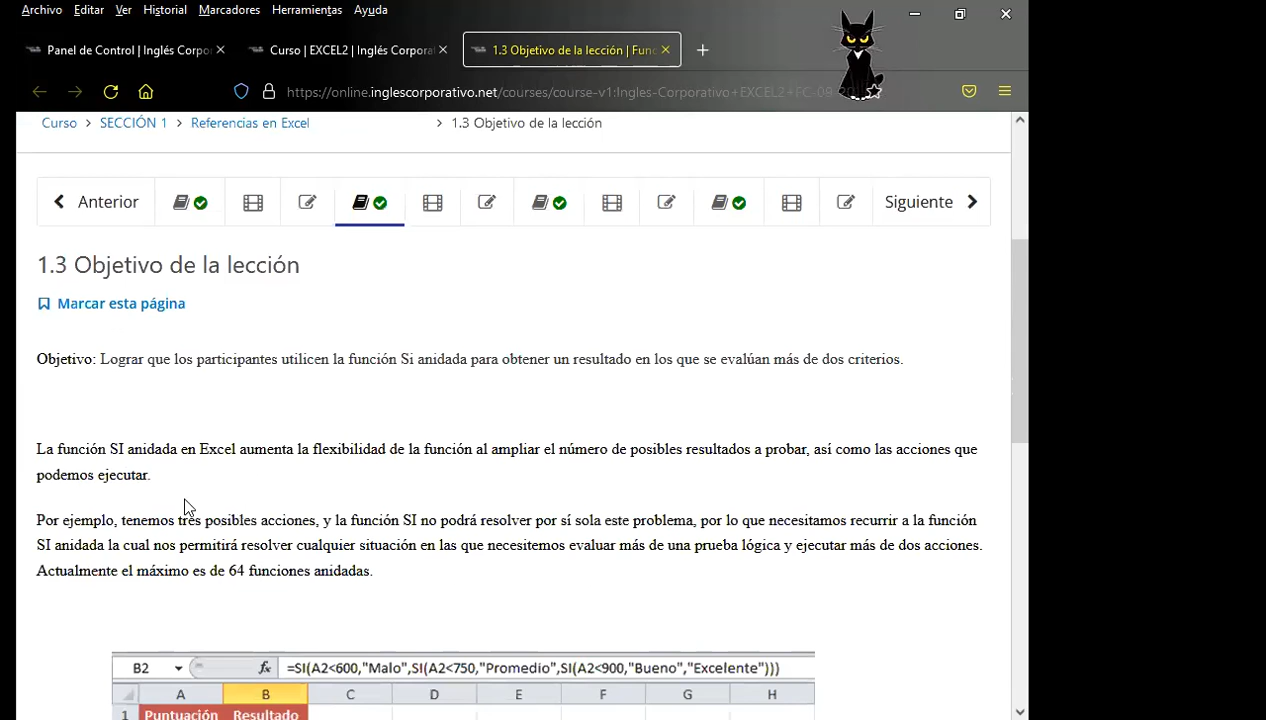 Archivo Editar Ver Historial Marcadores Herramientas Ayuda
Panel de Control | Inglés Corpor
Curso | EXCEL2 | Inglés Corporat
1.3 Objetivo de la lección | Func
https://online.inglescorporativo.net/courses/course-v1:Ingles-Corporativo+EXCEL2+FC-09
Curso > SECCIÓN 1 > Referencias en Excel > 1.3 Objetivo de la lección
Anterior Siguiente
1.3 Objetivo de la lección
Marcar esta página
Objetivo: Lograr que los participantes utilicen la función Si anidada para obtener un resultado en los que se evalúan más de dos criterios.
La función SI anidada en Excel aumenta la flexibilidad de la función al ampliar el número de posibles resultados a probar, así como las acciones que
podemos ejecutar.
Por ejemplo, tenemos tres posibles acciones, y la función SI no podrá resolver por sí sola este problema, por lo que necesitamos recurrir a la función
SI anidada la cual nos permitirá resolver cualquier situación en las que necesitemos evaluar más de una prueba lógica y ejecutar más de dos acciones.
Actualmente el máximo es de 64 funciones anidadas.
B2 fx =SI(A2<600,"Malo",SI(A2<750,"Promedio",SI(A2<900,"Bueno","Excelente")))
A B C D E F G H
1 Puntuación Resultado